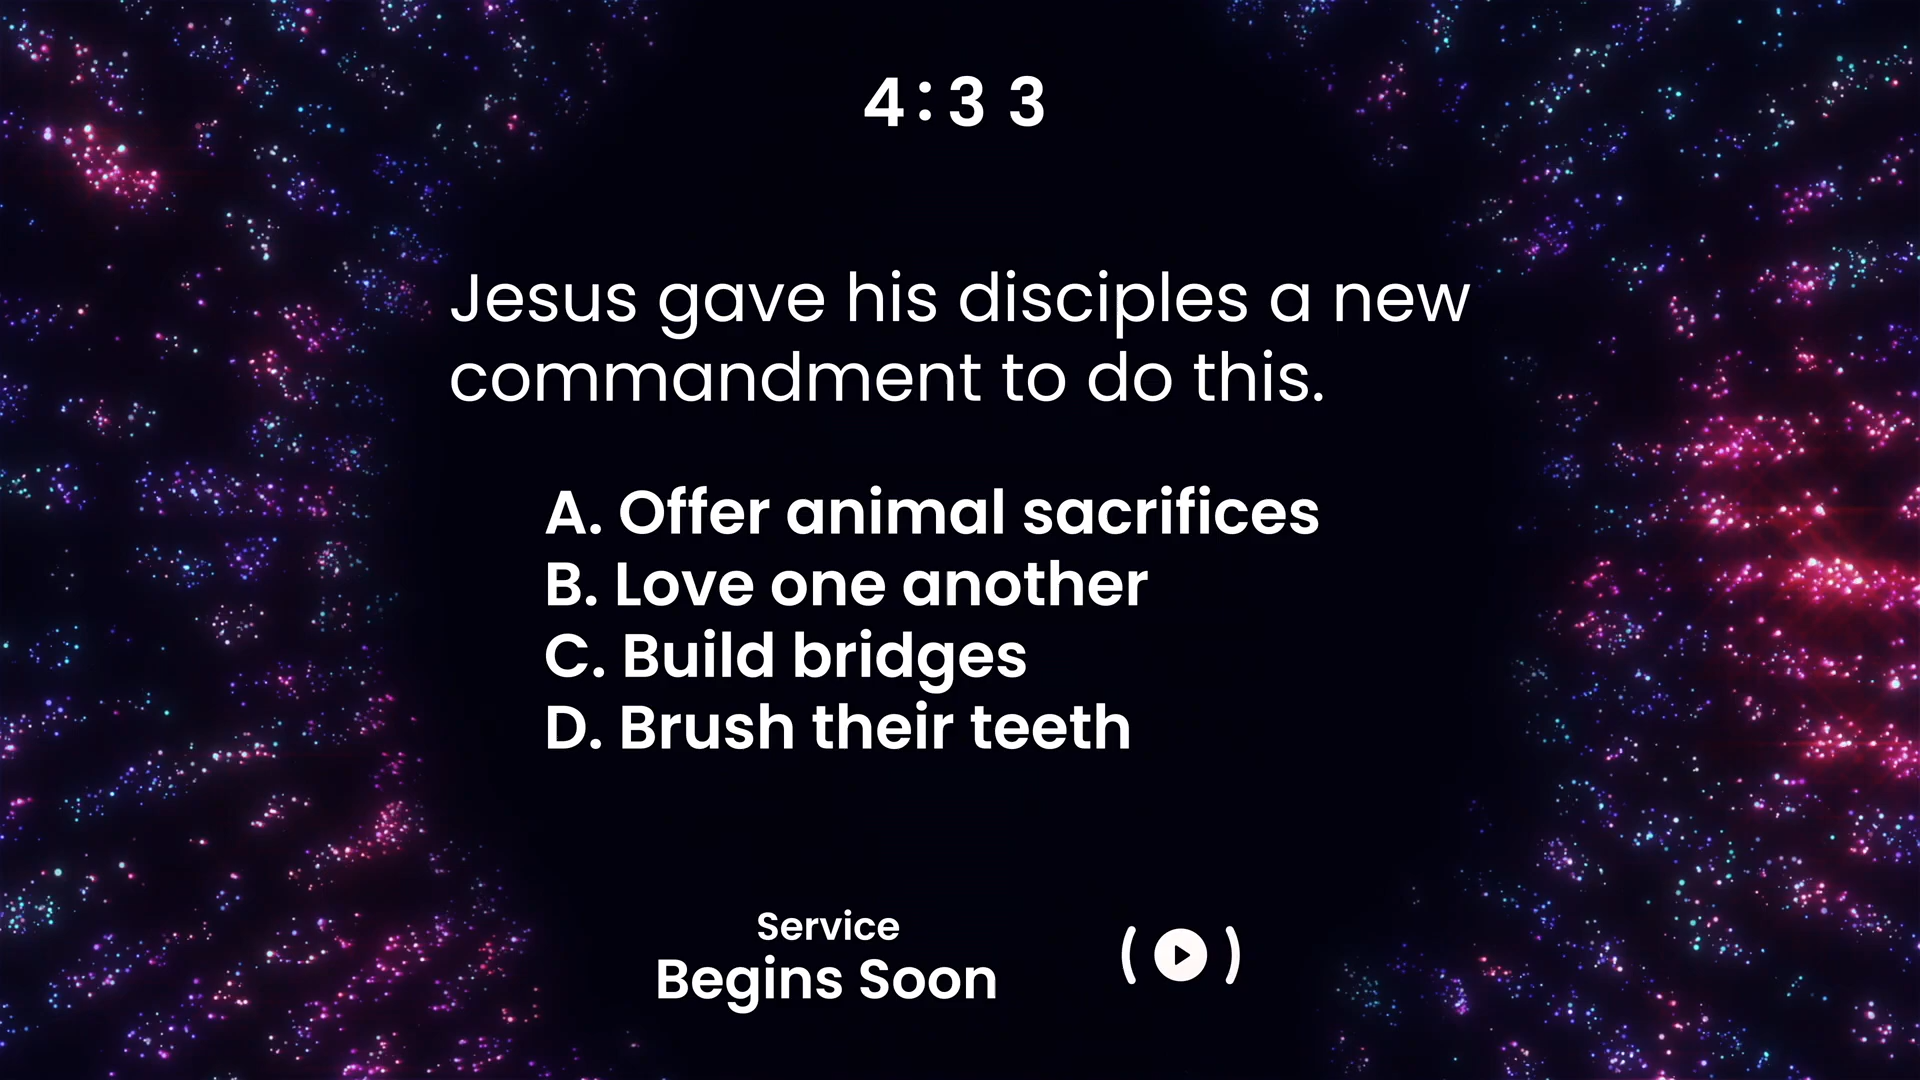 4:33
Jesus gave his disciples a new
commandment to do this.
A. Offer animal sacrifices
B. Love one another
C. Build bridges
D. Brush their teeth
Service
Begins Soon